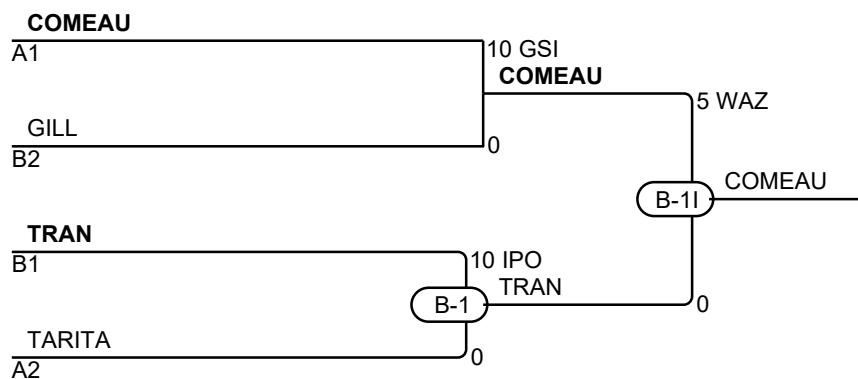 COMEAU
A1
10 GSI
COMEAU
5 WAZ
GILL
B2
0
B-1I
COMEAU
TRAN
B1
10 IPO
B-1
TRAN
0
TARITA
A2
0